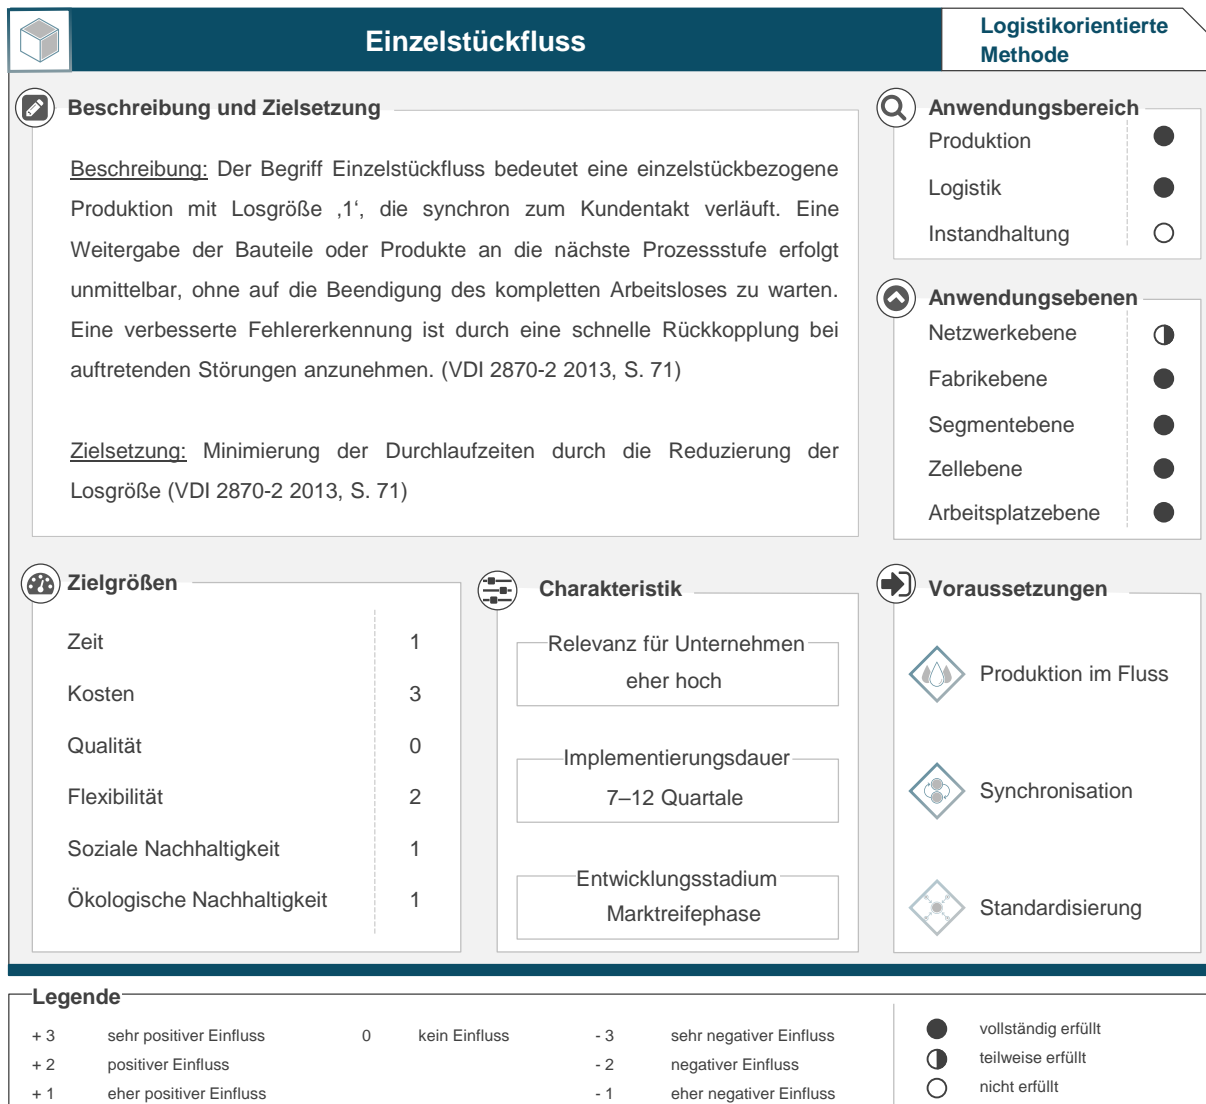 Einzelstückfluss
Logistikorientierte
Methode
Beschreibung und Zielsetzung
Beschreibung: Der Begriff Einzelstückfluss bedeutet eine einzelstückbezogene
Produktion mit Losgröße ‚1‘, die synchron zum Kundentakt verläuft. Eine
Weitergabe der Bauteile oder Produkte an die nächste Prozessstufe erfolgt
unmittelbar, ohne auf die Beendigung des kompletten Arbeitsloses zu warten.
Eine verbesserte Fehlererkennung ist durch eine schnelle Rückkopplung bei
auftretenden Störungen anzunehmen. (VDI 2870-2 2013, S. 71)
Zielsetzung: Minimierung der Durchlaufzeiten durch die Reduzierung der
Losgröße (VDI 2870-2 2013, S. 71)
Anwendungsbereich
Produktion
Logistik
Instandhaltung
Anwendungsebenen
Netzwerkebene
Fabrikebene
Segmentebene
Zellebene
Arbeitsplatzebene
Zielgrößen
Zeit 1
Kosten 3
Qualität 0
Flexibilität 2
Soziale Nachhaltigkeit 1
Ökologische Nachhaltigkeit 1
Charakteristik
Relevanz für Unternehmen
eher hoch
Implementierungsdauer
7–12 Quartale
Entwicklungsstadium
Marktreifephase
Voraussetzungen
Produktion im Fluss
Synchronisation
Standardisierung
Legende
+ 3 sehr positiver Einfluss 0 kein Einfluss - 3 sehr negativer Einfluss
+ 2 positiver Einfluss - 2 negativer Einfluss
+ 1 eher positiver Einfluss - 1 eher negativer Einfluss
vollständig erfüllt
teilweise erfüllt
nicht erfüllt